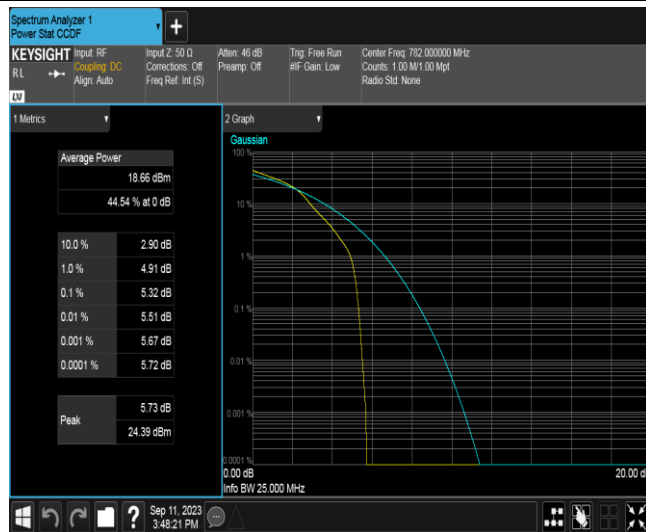 Spectrum Analyzer 1
Power Stat CCDF
+
KEYSIGHT
RL
LXI
Input: RF
Coupling: DC
Align: Auto
Input Z: 50 Ω
Corrections: Off
Freq Ref: Int (S)
Atten: 46 dB
Preamp: Off
Trig: Free Run
#IF Gain: Low
Center Freq: 782.000000 MHz
Counts: 1.00 M/1.00 Mpt
Radio Std: None
1 Metrics
Average Power
18.66 dBm
44.54 % at 0 dB
10.0 % 2.90 dB
1.0 % 4.91 dB
0.1 % 5.32 dB
0.01 % 5.51 dB
0.001 % 5.67 dB
0.0001 % 5.72 dB
Peak
5.73 dB
24.39 dBm
2 Graph
Gaussian
100 %
10 %
1 %
0.1 %
0.01 %
0.001 %
0.0001 %
0.00 dB
20.00 d
Info BW 25.000 MHz
?
Sep 11, 2023
3:48:21 PM